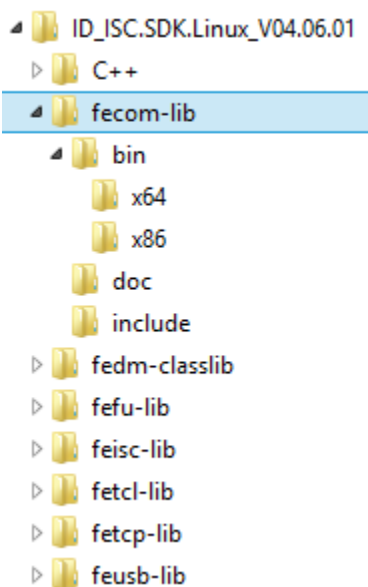 ID_ISC.SDK.Linux_V04.06.01
C++
fecom-lib
bin
x64
x86
doc
include
fedm-classlib
fefu-lib
feisc-lib
fetcl-lib
fetcp-lib
feusb-lib